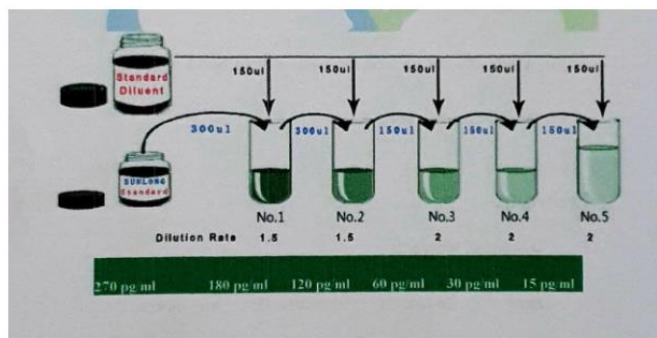 Standard
Diluent
150ul 150ul 150ul 150ul 150ul
300ul 300ul 150ul 150ul 150ul
SUNLONG
Standard
No.1 No.2 No.3 No.4 No.5
Dilution Rate 1.5 1.5 2 2 2
270 pg/ml 180 pg/ml 120 pg/ml 60 pg/ml 30 pg/ml 15 pg/ml